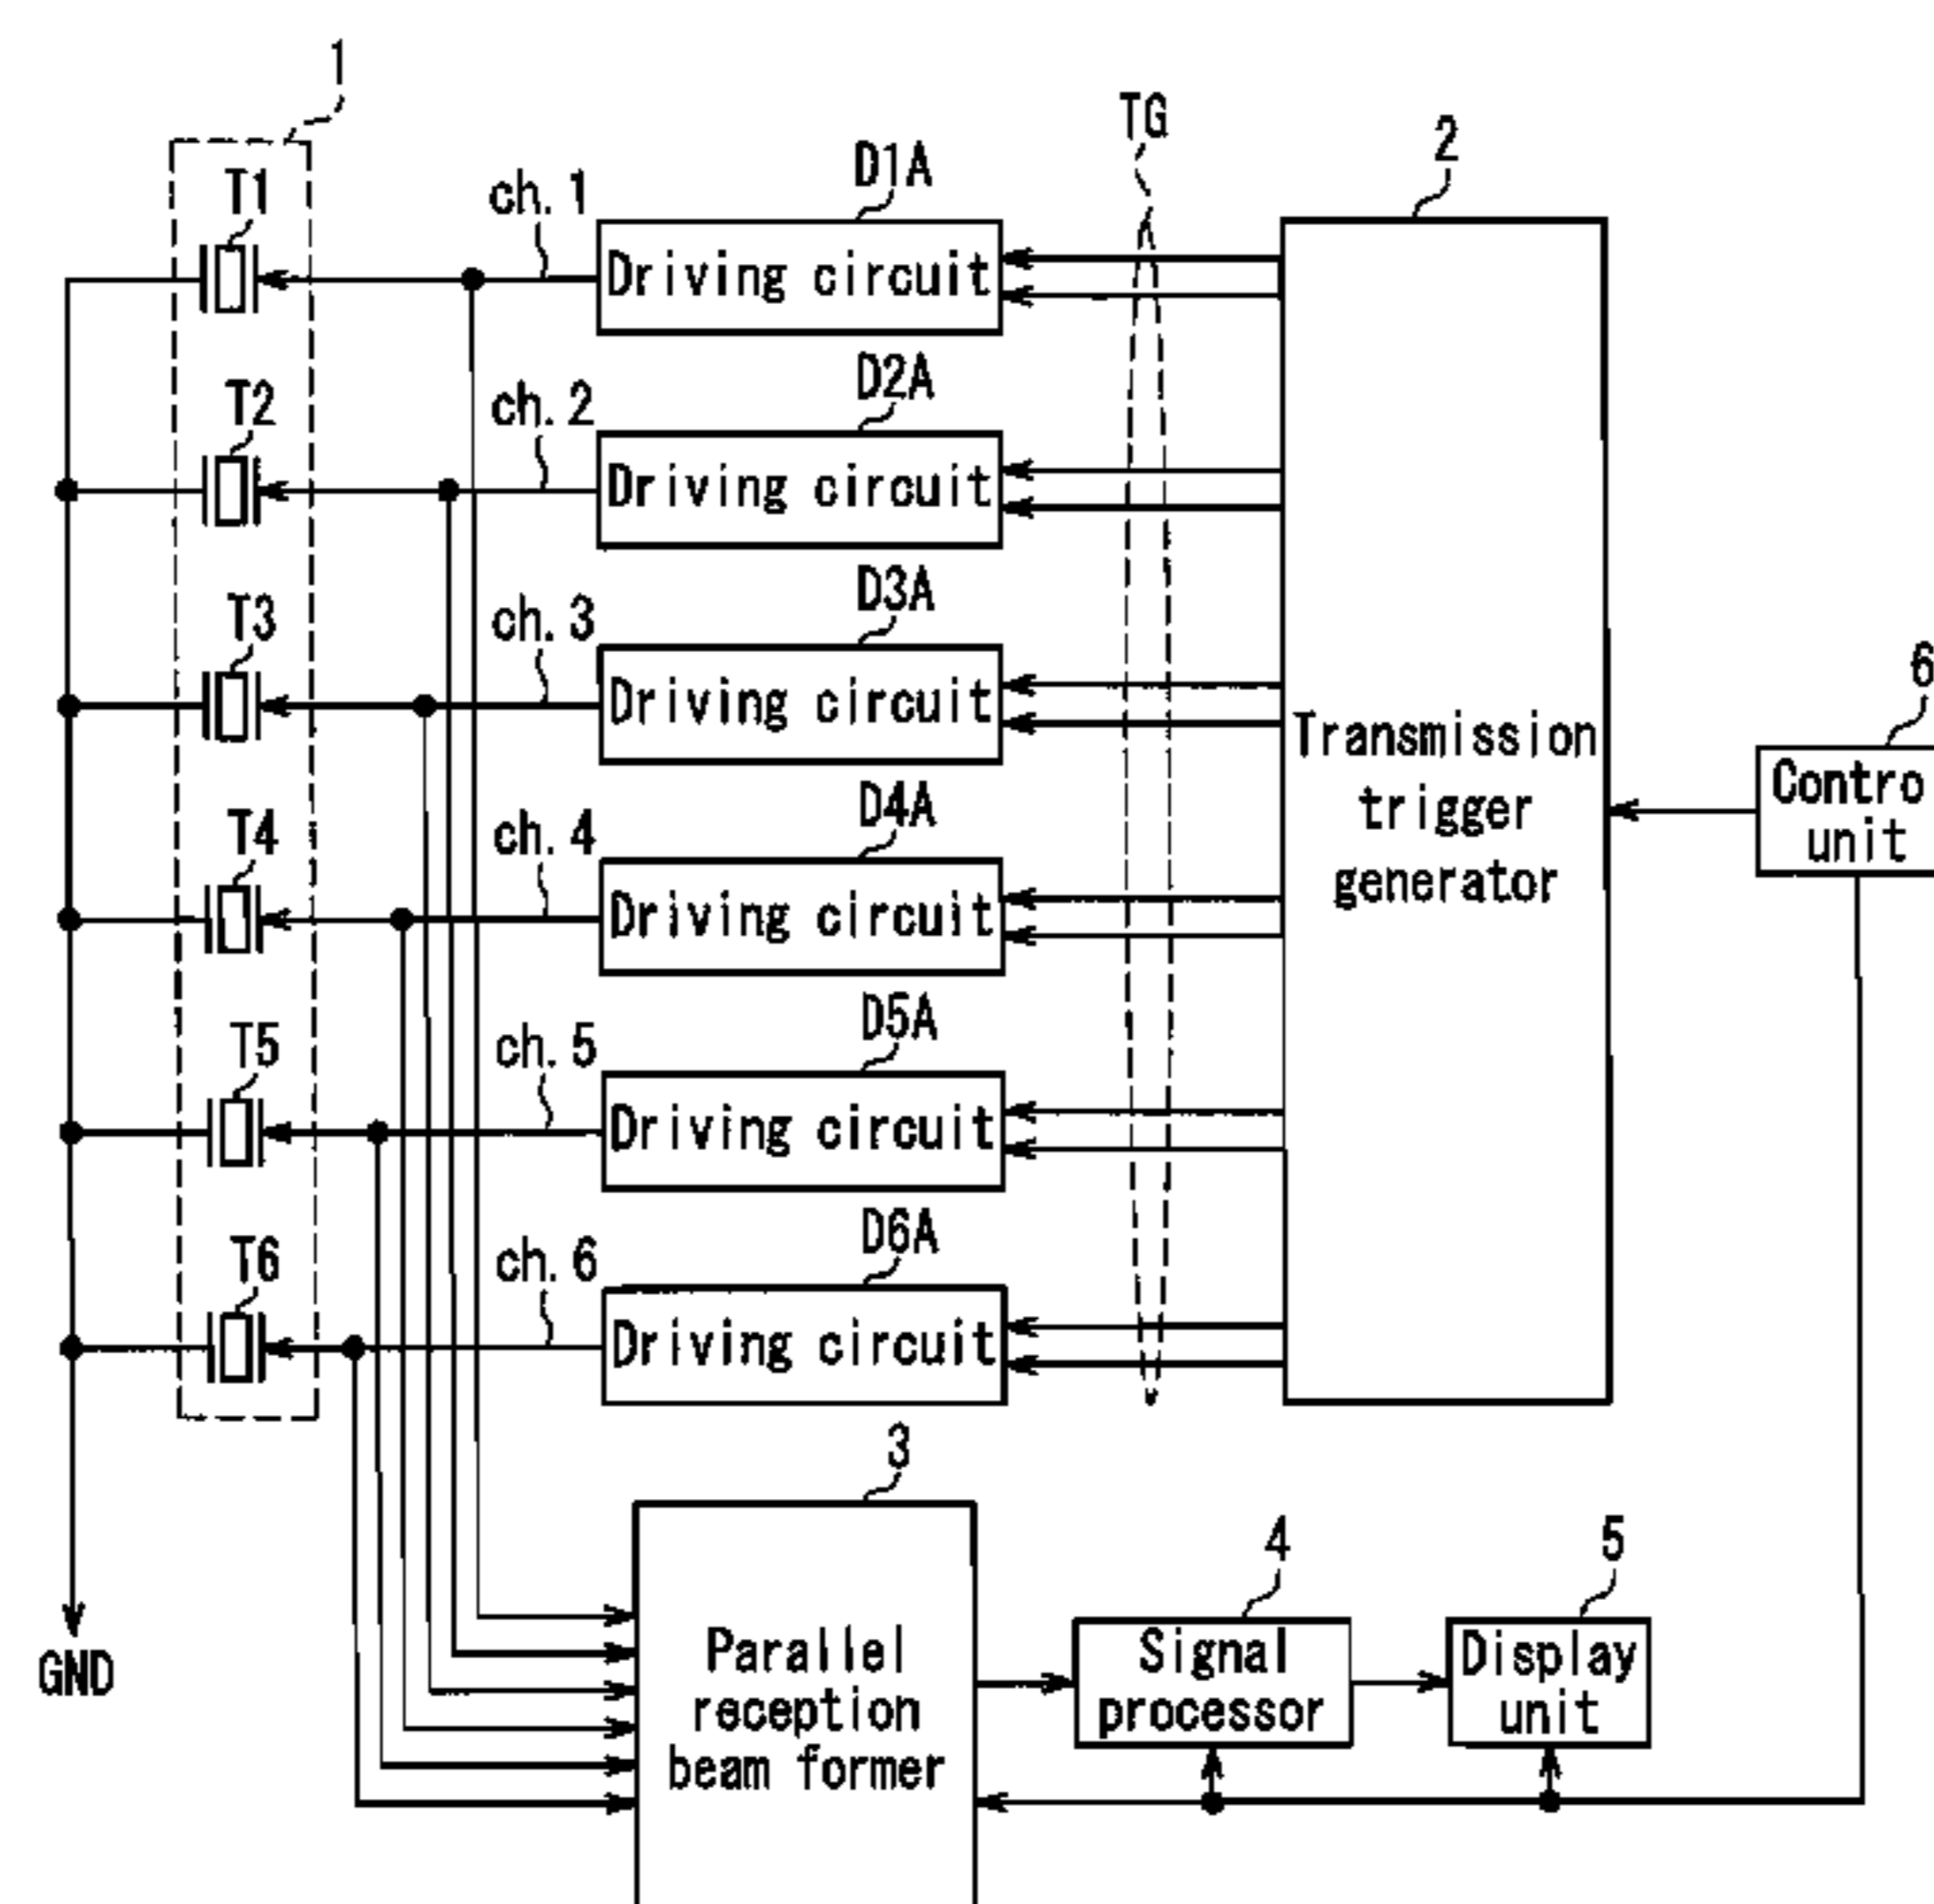 1
TG
2
T1
ch. 1
D1A
Driving circuit
T2
ch. 2
D2A
Driving circuit
T3
ch. 3
D3A
Driving circuit
6
Transmission
trigger
generator
Contro
unit
T4
ch. 4
D4A
Driving circuit
T5
ch. 5
D5A
Driving circuit
T6
ch. 6
D6A
Driving circuit
3
4
5
GND
Parallel
reception
beam former
Signal
processor
Display
unit